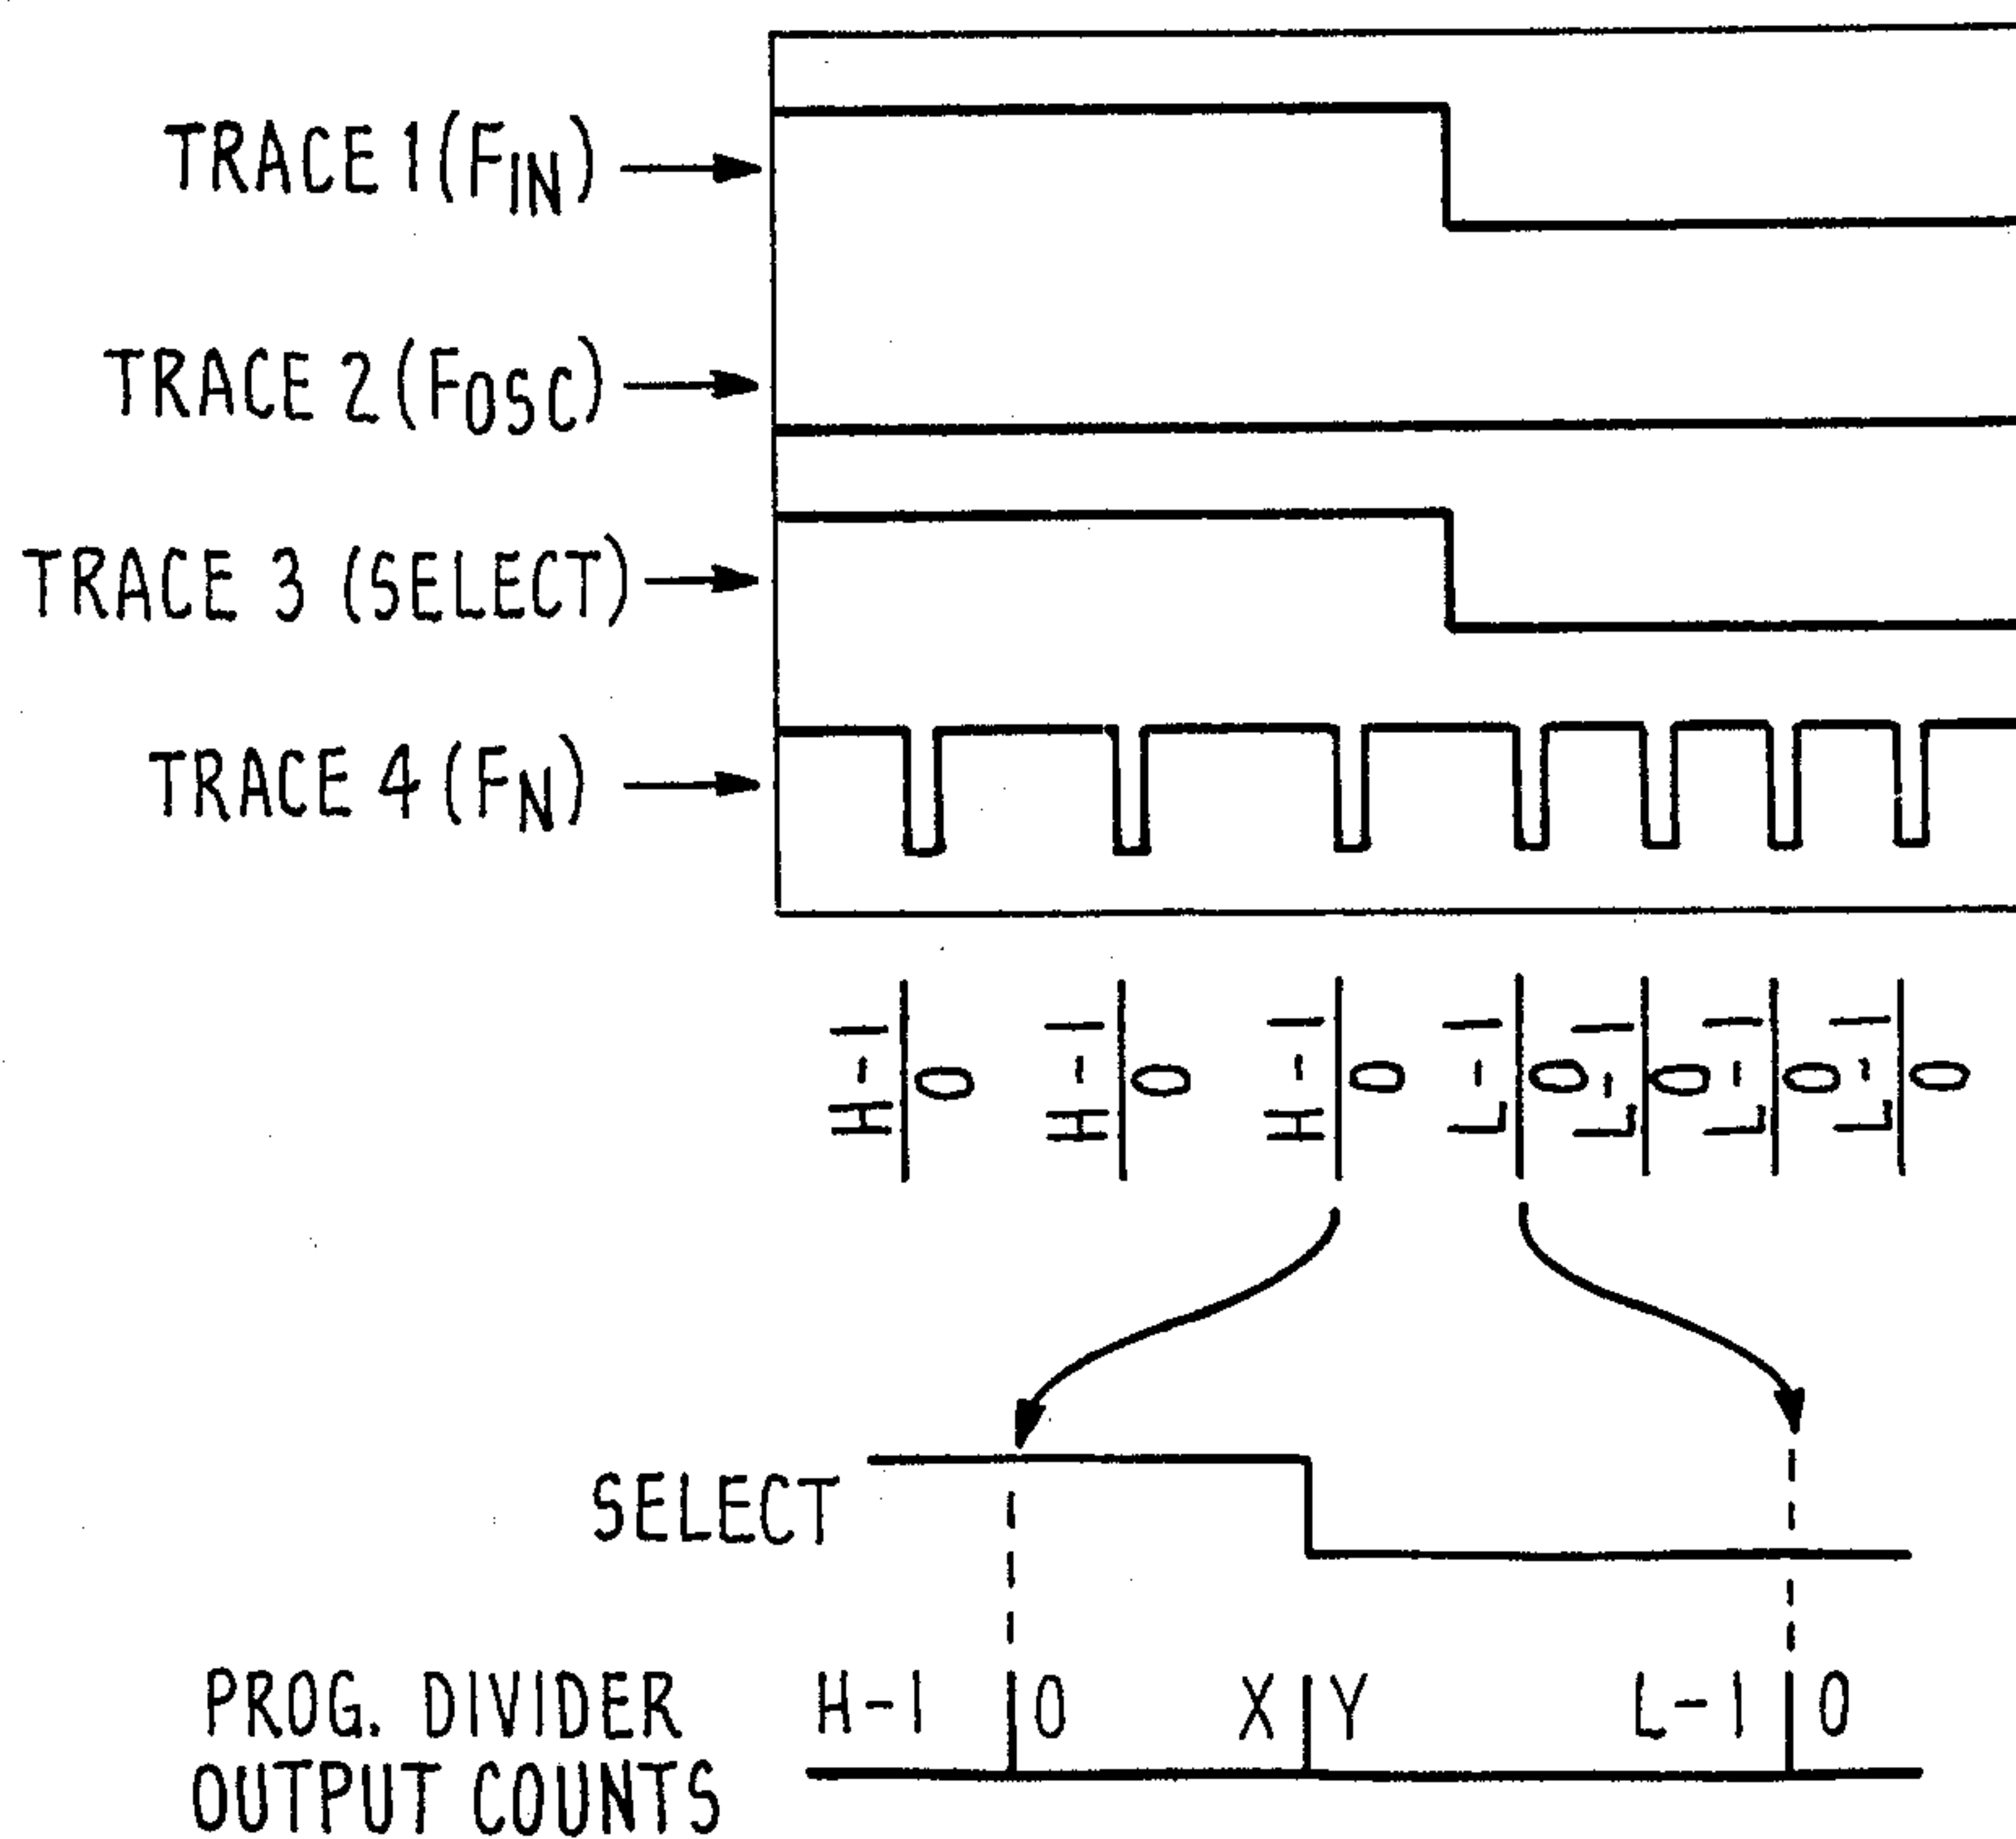 TRACE 1 (FIN)
TRACE 2 (FOSC)
TRACE 3 (SELECT)
TRACE 4 (FN)
H-1 0
H-1 0
H-1 0
L-1 0
L-1 0
L-1 0
L-1 0
SELECT
PROG. DIVIDER
OUTPUT COUNTS
H-1 0 X Y L-1 0